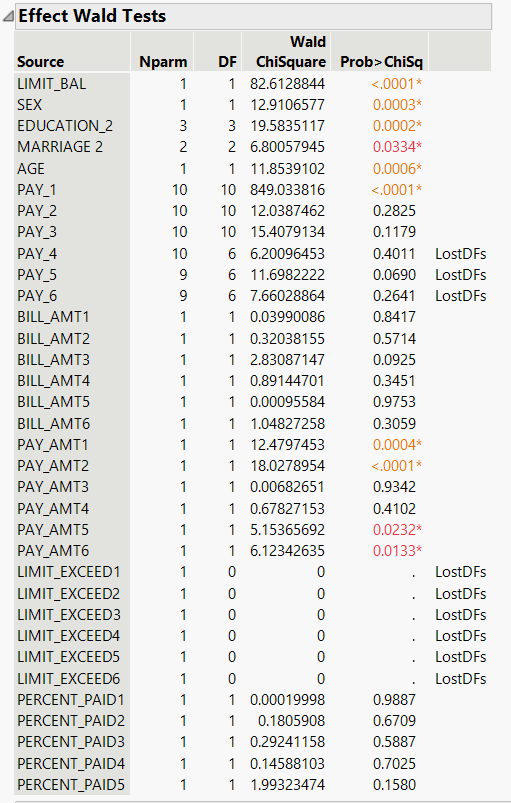 Effect Wald Tests
Wald
Source Nparm DF ChiSquare Prob>ChiSq
LIMIT_BAL 1 1 82.6128844 <.0001*
SEX 1 1 12.9106577 0.0003*
EDUCATION_2 3 3 19.5835117 0.0002*
MARRIAGE 2 2 2 6.80057945 0.0334*
AGE 1 1 11.8539102 0.0006*
PAY_1 10 10 849.033816 <.0001*
PAY_2 10 10 12.0387462 0.2825
PAY_3 10 10 15.4079134 0.1179
PAY_4 10 6 6.20096453 0.4011 LostDFs
PAY_5 9 6 11.6982222 0.0690 LostDFs
PAY_6 9 6 7.66028864 0.2641 LostDFs
BILL_AMT1 1 1 0.03990086 0.8417
BILL_AMT2 1 1 0.32038155 0.5714
BILL_AMT3 1 1 2.83087147 0.0925
BILL_AMT4 1 1 0.89144701 0.3451
BILL_AMT5 1 1 0.00095584 0.9753
BILL_AMT6 1 1 1.04827258 0.3059
PAY_AMT1 1 1 12.4797453 0.0004*
PAY_AMT2 1 1 18.0278954 <.0001*
PAY_AMT3 1 1 0.00682651 0.9342
PAY_AMT4 1 1 0.67827153 0.4102
PAY_AMT5 1 1 5.15365692 0.0232*
PAY_AMT6 1 1 6.12342635 0.0133*
LIMIT_EXCEED1 1 0 0 . LostDFs
LIMIT_EXCEED2 1 0 0 . LostDFs
LIMIT_EXCEED3 1 0 0 . LostDFs
LIMIT_EXCEED4 1 0 0 . LostDFs
LIMIT_EXCEED5 1 0 0 . LostDFs
LIMIT_EXCEED6 1 0 0 . LostDFs
PERCENT_PAID1 1 1 0.00019998 0.9887
PERCENT_PAID2 1 1 0.1805908 0.6709
PERCENT_PAID3 1 1 0.29241158 0.5887
PERCENT_PAID4 1 1 0.14588103 0.7025
PERCENT_PAID5 1 1 1.99323474 0.1580